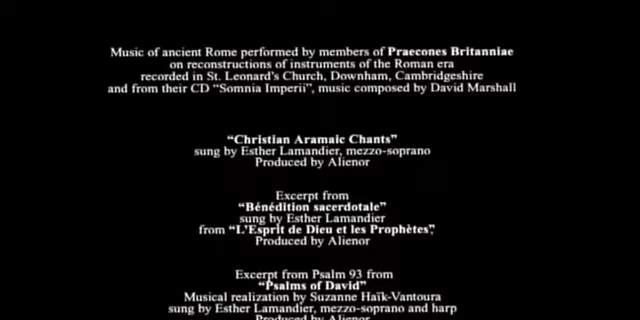 Music of ancient Rome performed by members of Praecones Britanniae
on reconstructions of instruments of the Roman era
recorded in St. Leonard's Church, Downham, Cambridgeshire
and from their CD "Somnia Imperii", music composed by David Marshall
"Christian Aramaic Chants"
sung by Esther Lamandier, mezzo-soprano
Produced by Alienor
Excerpt from
"Bénédition sacerdotale"
sung by Esther Lamandier
from "L'Esprit de Dieu et les Prophètes",
Produced by Alienor
Excerpt from Psalm 93 from
"Psalms of David"
Musical realization by Suzanne Haïk-Vantoura
sung by Esther Lamandier, mezzo-soprano and harp
Produced by Alienor